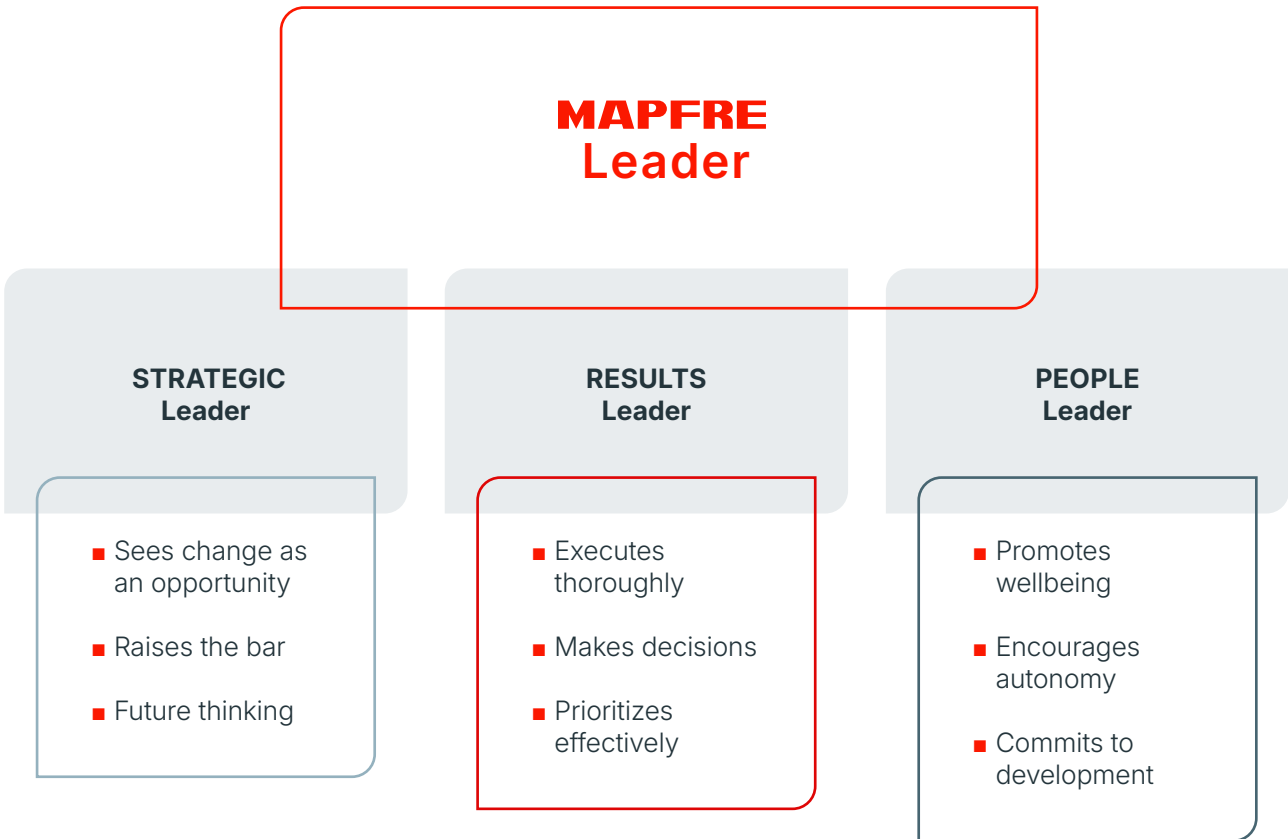 MAPFRE
Leader
STRATEGIC
Leader
Sees change as
an opportunity
Raises the bar
Future thinking
RESULTS
Leader
Executes
thoroughly
Makes decisions
Prioritizes
effectively
PEOPLE
Leader
Promotes
wellbeing
Encourages
autonomy
Commits to
development